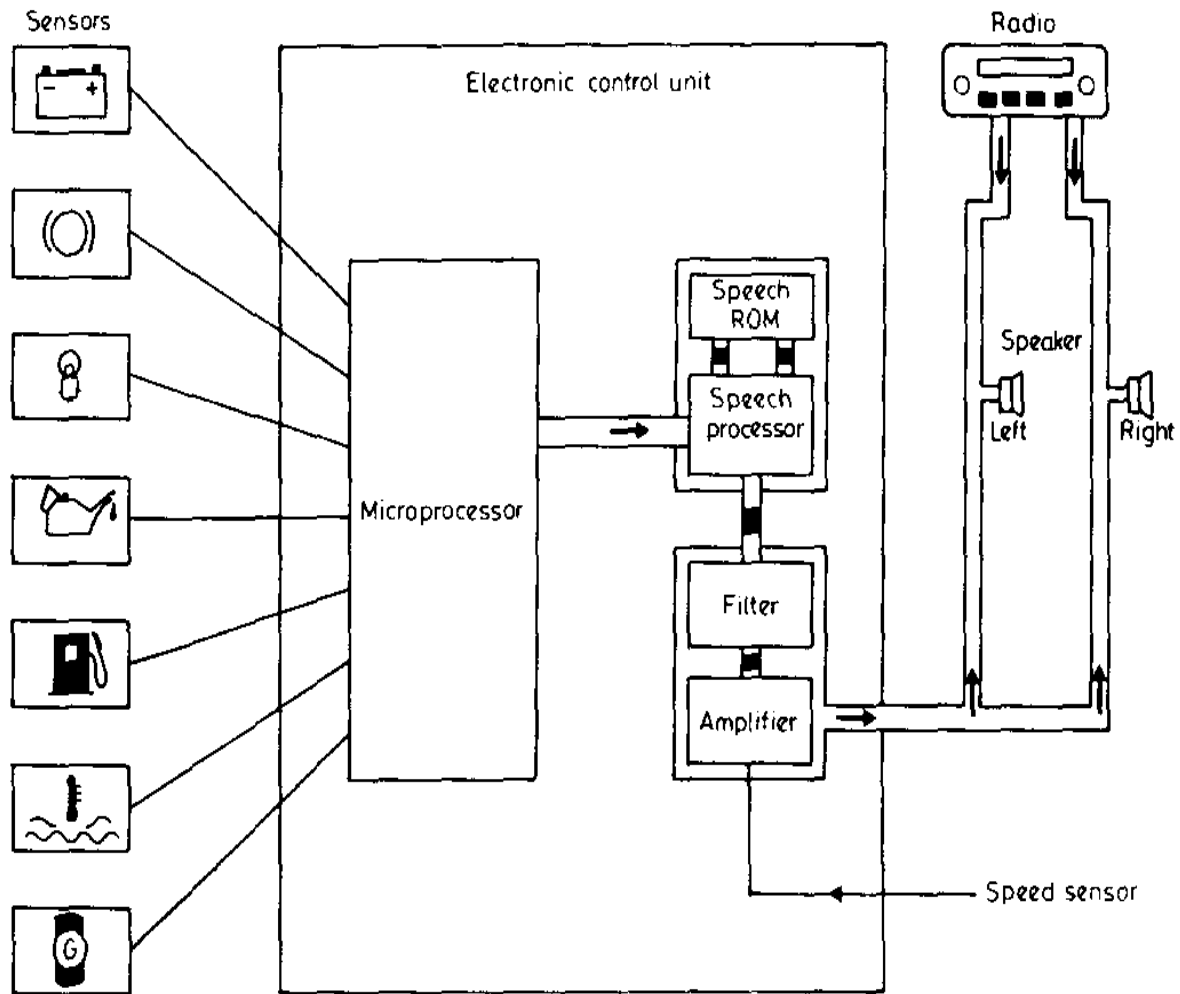 Sensors
Radio
Electronic control unit
- +
Speech
ROM
Speaker
Speech
processor
Left
Right
Microprocessor
Filter
Amplifier
Speed sensor
G